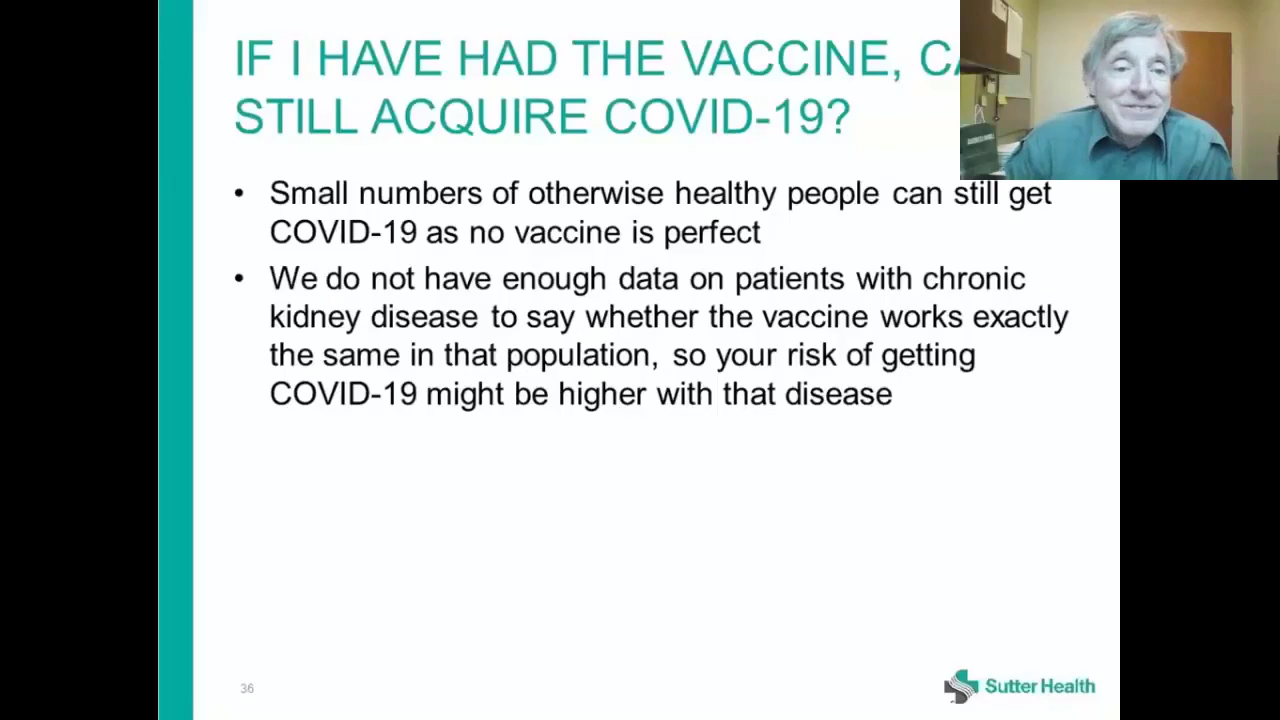 IF I HAVE HAD THE VACCINE,
STILL ACQUIRE COVID-19?
• Small numbers of otherwise healthy people can still get
COVID-19 as no vaccine is perfect
• We do not have enough data on patients with chronic
kidney disease to say whether the vaccine works exactly
the same in that population, so your risk of getting
COVID-19 might be higher with that disease
36
Sutter Health